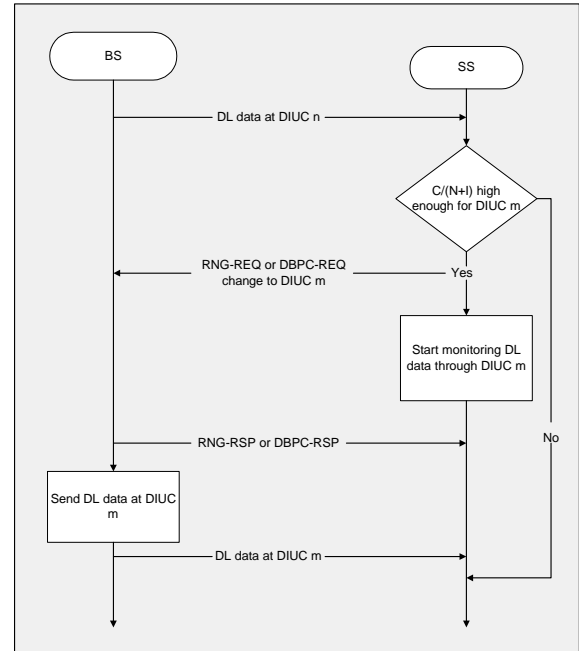 BS
SS
DL data at DIUC n
C/(N+I) high
enough for DIUC m
RNG-REQ or DBPC-REQ
change to DIUC m
Yes
Start monitoring DL
data through DIUC m
No
RNG-RSP or DBPC-RSP
Send DL data at DIUC
m
DL data at DIUC m